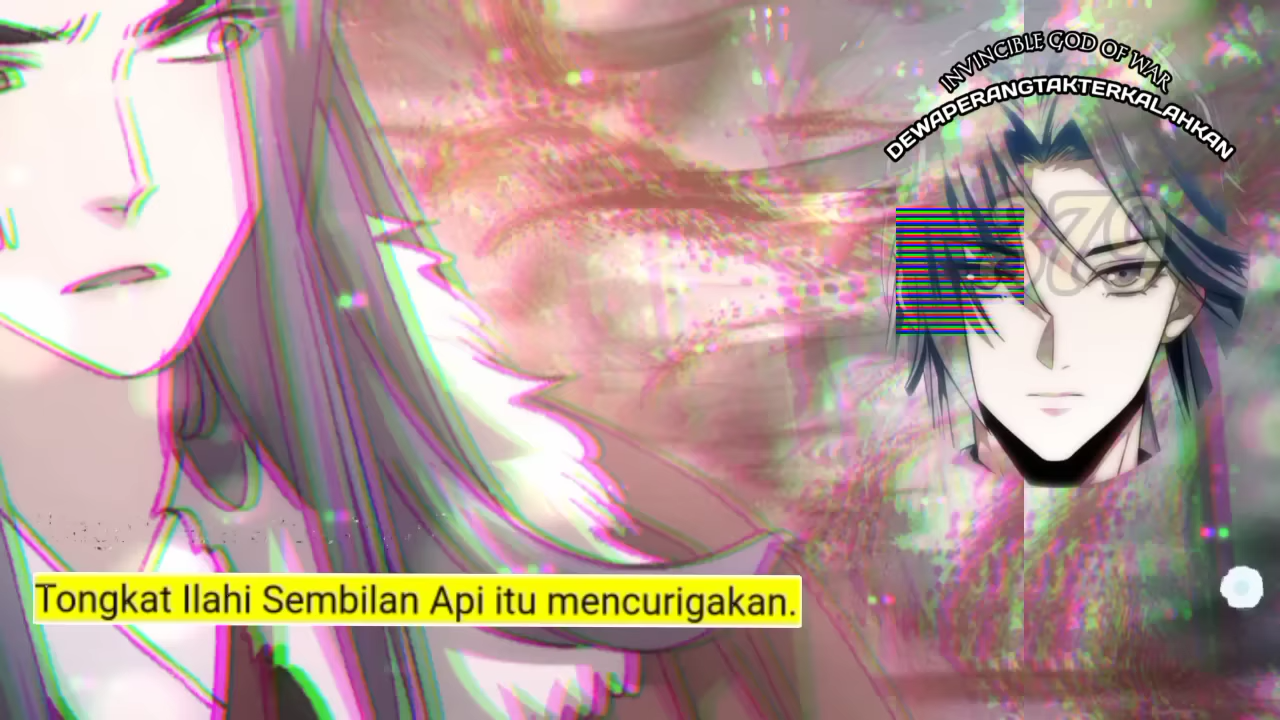 INVINCIBLE GOD OF WAR
DEWAPERANGTAKTERKALAHKAN
Tongkat Ilahi Sembilan Api itu mencurigakan.